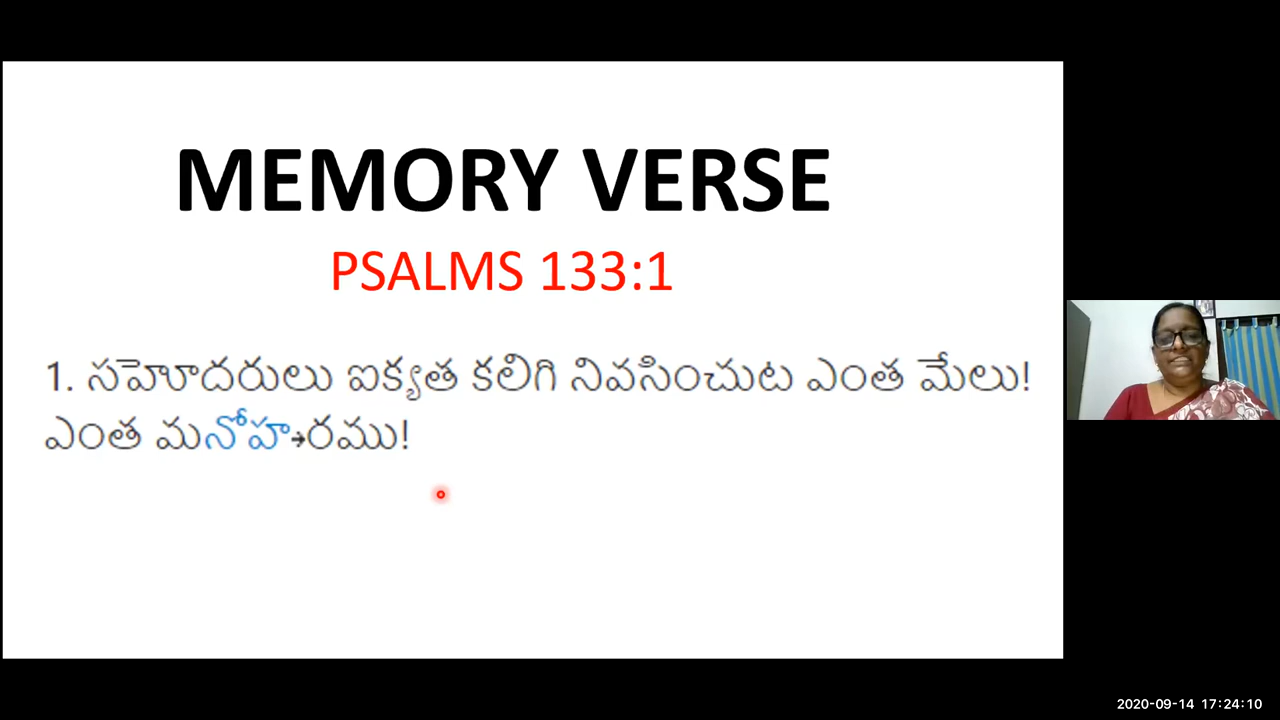 MEMORY VERSE
PSALMS 133:1
1. సహెూదరులు ఐక్యత కలిగి నివసించుట ఎంత మేలు!
ఎంత మనోహ→రము!
2020-09-14 17:24:10